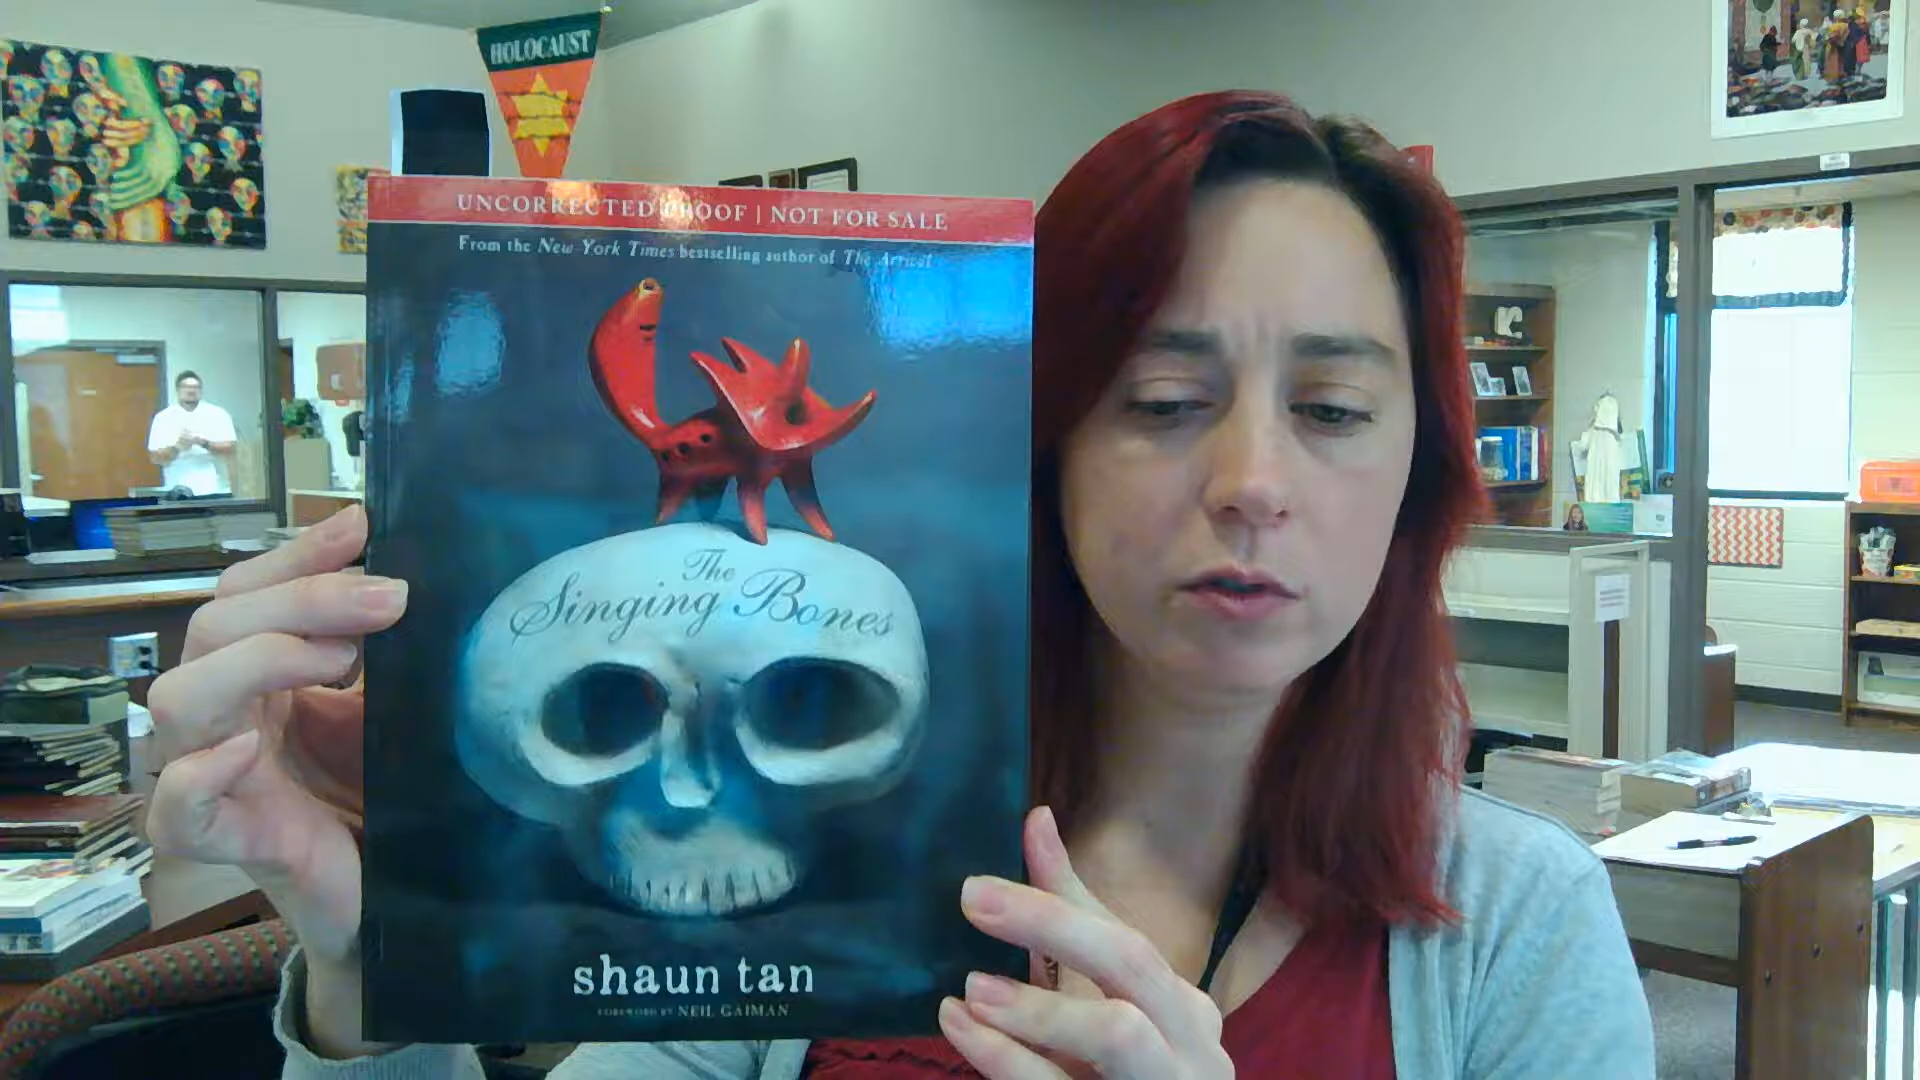 HOLOCAUST
UNCORRECTED PROOF | NOT FOR SALE
From the New York Times bestselling author of The Arrival
The
Singing Bones
shaun tan
FOREWORD BY NEIL GAIMAN